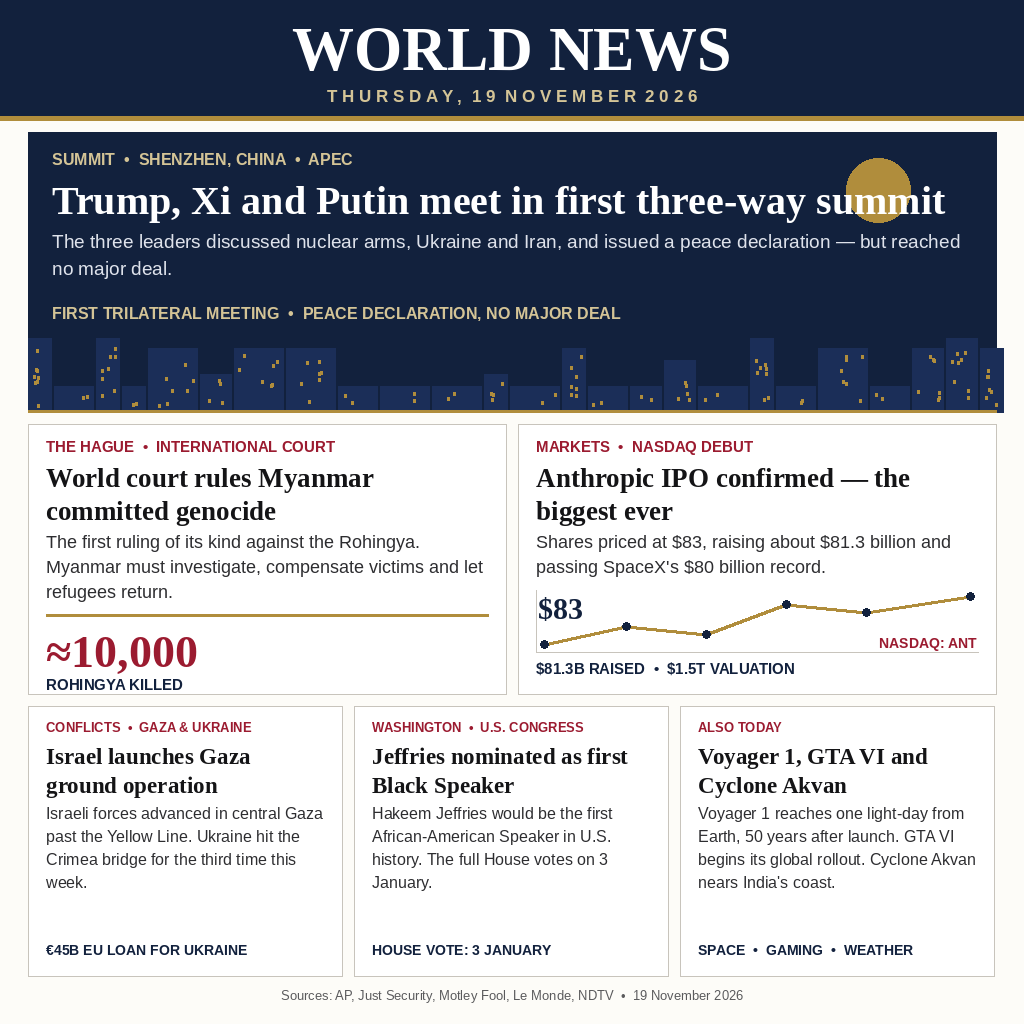 WORLD NEWS
THURSDAY, 19 NOVEMBER 2026
SUMMIT • SHENZHEN, CHINA • APEC
Trump, Xi and Putin meet in first three-way summit
The three leaders discussed nuclear arms, Ukraine and Iran, and issued a peace declaration — but reached
no major deal.
FIRST TRILATERAL MEETING • PEACE DECLARATION, NO MAJOR DEAL
THE HAGUE • INTERNATIONAL COURT
World court rules Myanmar
committed genocide
The first ruling of its kind against the Rohingya.
Myanmar must investigate, compensate victims and let
refugees return.
≈10,000
ROHINGYA KILLED
MARKETS • NASDAQ DEBUT
Anthropic IPO confirmed — the
biggest ever
Shares priced at $83, raising about $81.3 billion and
passing SpaceX's $80 billion record.
$83
NASDAQ: ANT
$81.3B RAISED • $1.5T VALUATION
CONFLICTS • GAZA & UKRAINE
Israel launches Gaza
ground operation
Israeli forces advanced in central Gaza
past the Yellow Line. Ukraine hit the
Crimea bridge for the third time this
week.
€45B EU LOAN FOR UKRAINE
WASHINGTON • U.S. CONGRESS
Jeffries nominated as first
Black Speaker
Hakeem Jeffries would be the first
African-American Speaker in U.S.
history. The full House votes on 3
January.
HOUSE VOTE: 3 JANUARY
ALSO TODAY
Voyager 1, GTA VI and
Cyclone Akvan
Voyager 1 reaches one light-day from
Earth, 50 years after launch. GTA VI
begins its global rollout. Cyclone Akvan
nears India's coast.
SPACE • GAMING • WEATHER
Sources: AP, Just Security, Motley Fool, Le Monde, NDTV • 19 November 2026